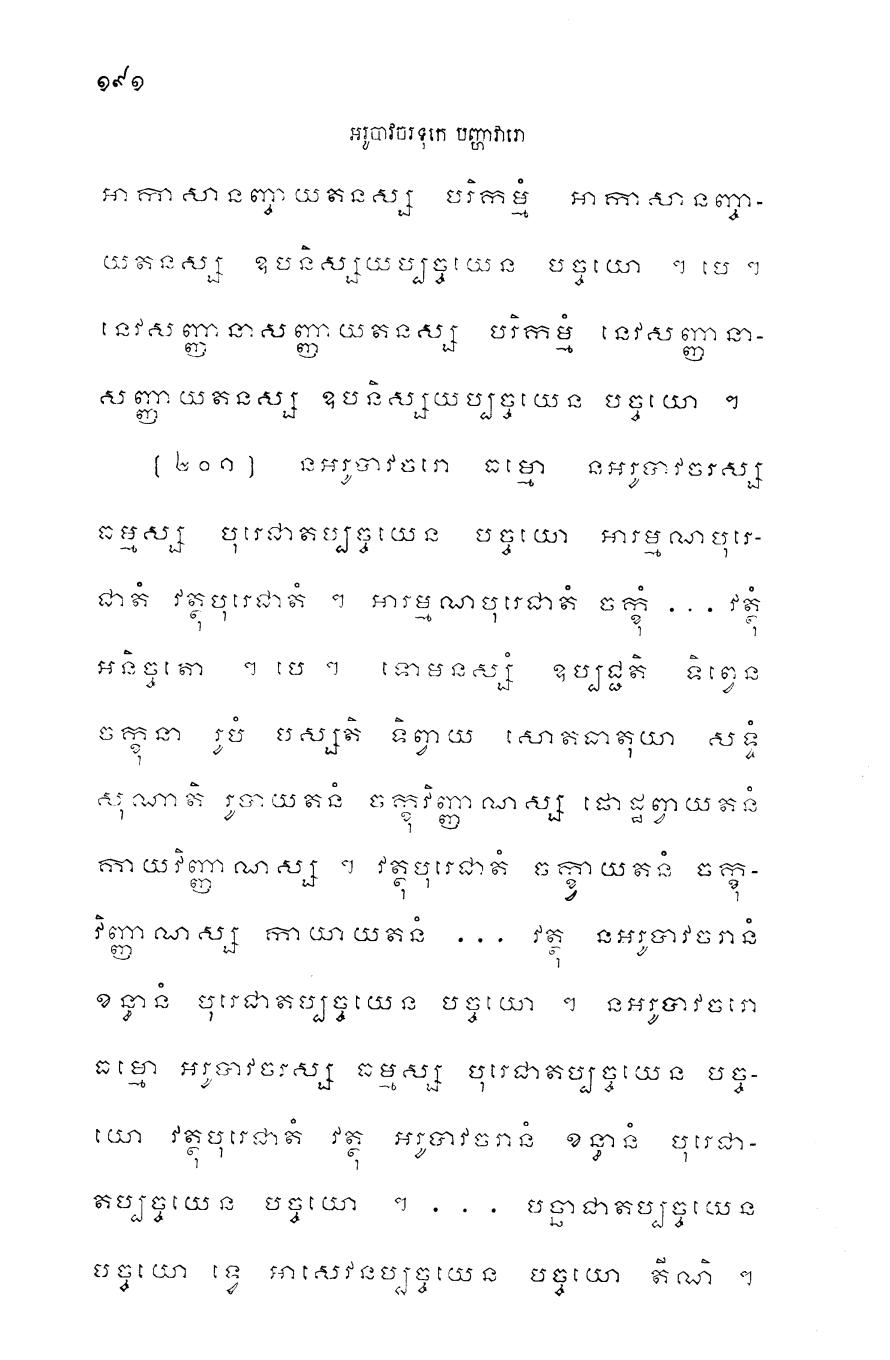 ១៩១
អរូបាវចរទុកេ បញ្ហាវារោ
អាកាសានញ្ចាយតនស្ស បរិកម្មំ អាកាសានញ្ចា-
យតនស្ស ឧបនិស្សយប្បច្ចយេន បច្ចយោ ។ បេ ។
នេវសញ្ញានាសញ្ញាយតនស្ស បរិកម្មំ នេវសញ្ញានា-
សញ្ញាយតនស្ស ឧបនិស្សយប្បច្ចយេន បច្ចយោ ។
[២០១] នអរូបាវចរោ ធម្មោ នអរូបាវចរស្ស
ធម្មស្ស បុរេជាតប្បច្ចយេន បច្ចយោ អារម្មណបុរេ-
ជាតំ វត្ថុបុរេជាតំ ។ អារម្មណបុរេជាតំ ចក្ខុំ ... វត្ថុំ
អនិច្ចតោ ។ បេ ។ ទោមនស្សំ ឧប្បជ្ជតិ ទិព្វេន
ចក្ខុនា រូបំ បស្សតិ ទិព្វាយ សោតធាតុយា សទ្ទំ
សុណាតិ រូបាយតនំ ចក្ខុវិញ្ញាណស្ស ផោដ្ឋព្វាយតនំ
កាយវិញ្ញាណស្ស ។ វត្ថុបុរេជាតំ ចក្ខ្វាយតនំ ចក្ខុ-
វិញ្ញាណស្ស កាយាយតនំ ... វត្ថុ នអរូបាវចរានំ
ខន្ធានំ បុរេជាតប្បច្ចយេន បច្ចយោ ។ នអរូបាវចរោ
ធម្មោ អរូបាវចរស្ស ធម្មស្ស បុរេជាតប្បច្ចយេន បច្ច-
យោ វត្ថុបុរេជាតំ វត្ថុ អរូបាវចរានំ ខន្ធានំ បុរេជា-
តប្បច្ចយេន បច្ចយោ ។ ... បច្ឆាជាតប្បច្ចយេន
បច្ចយោ ទ្វេ អាសេវនប្បច្ចយេន បច្ចយោ តីណិ ។